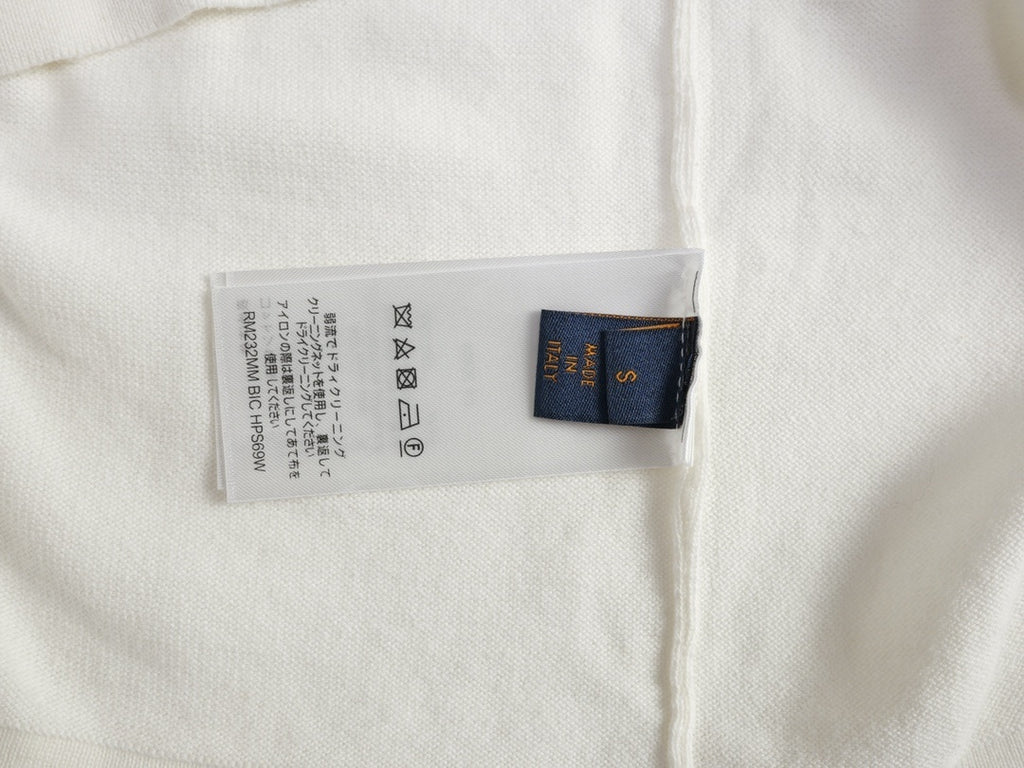 S
MADE
IN
ITALY
F
弱流でドライクリーニング
クリーニングネットを使用し、裏返して
ドライクリーニングしてください
アイロンの際は裏返しにしてあて布を
使用してください
RM232MM BIC HPS69W